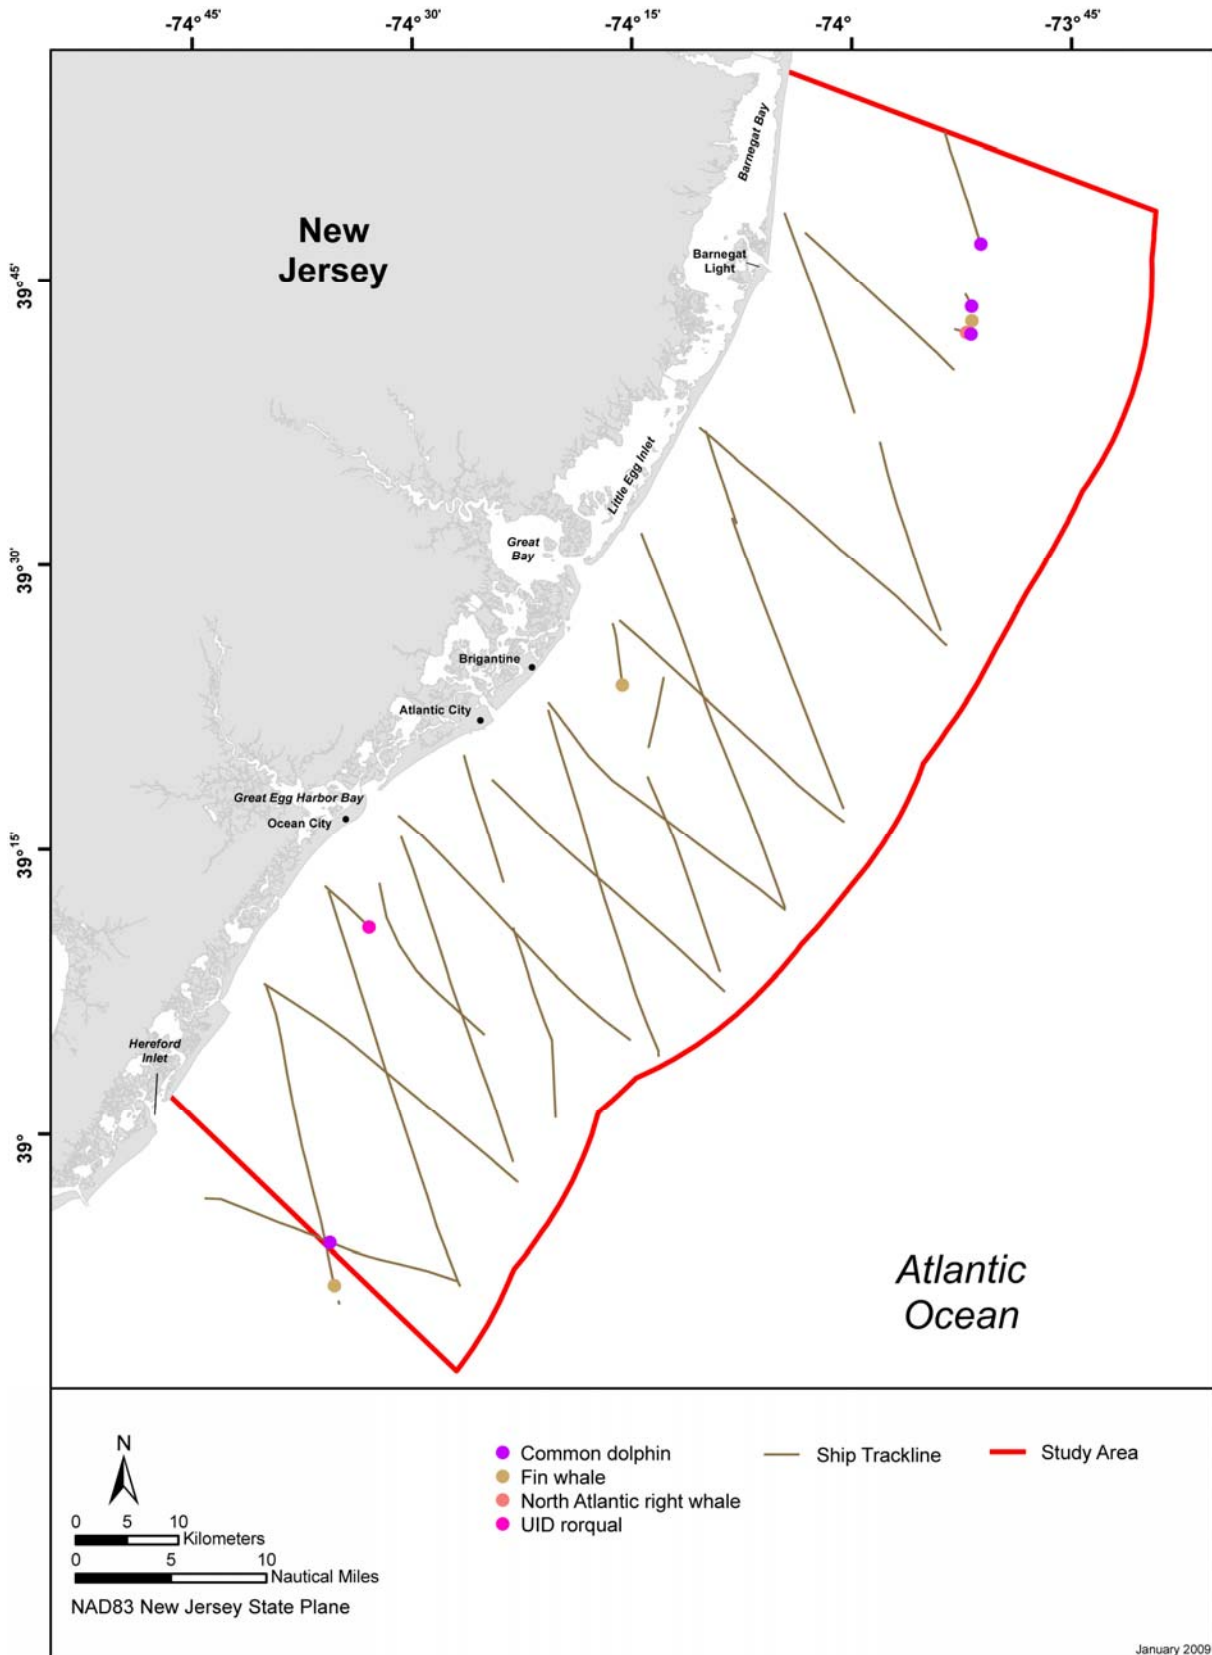 -74° 45'
-74° 30'
-74° 15'
-74°
-73° 45'
Barnegat Bay
New
Jersey
Barnegat
Light
39° 45'
Little Egg Inlet
Great
Bay
39° 30'
Brigantine
Atlantic City
Great Egg Harbor Bay
Ocean City
39° 15'
Hereford
Inlet
39°
Atlantic
Ocean
N
0 5 10
Kilometers
0 5 10
Nautical Miles
NAD83 New Jersey State Plane
Common dolphin
Fin whale
North Atlantic right whale
UID rorqual
Ship Trackline
Study Area
January 2009